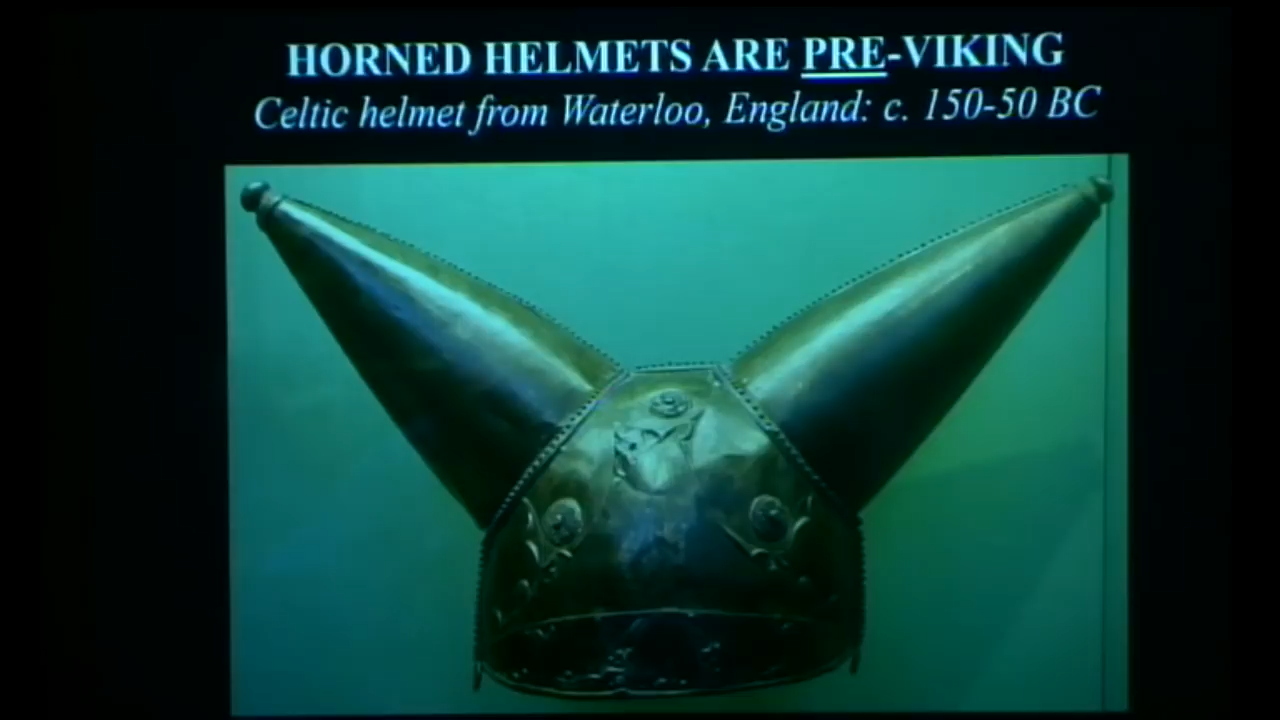 HORNED HELMETS ARE PRE-VIKING
Celtic helmet from Waterloo, England: c. 150-50 BC